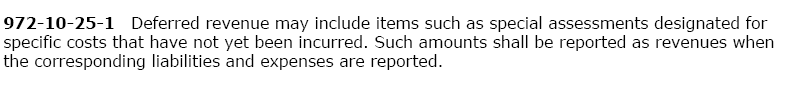 972-10-25-1 Deferred revenue may include items such as special assessments designated for
specific costs that have not yet been incurred. Such amounts shall be reported as revenues when
the corresponding liabilities and expenses are reported.